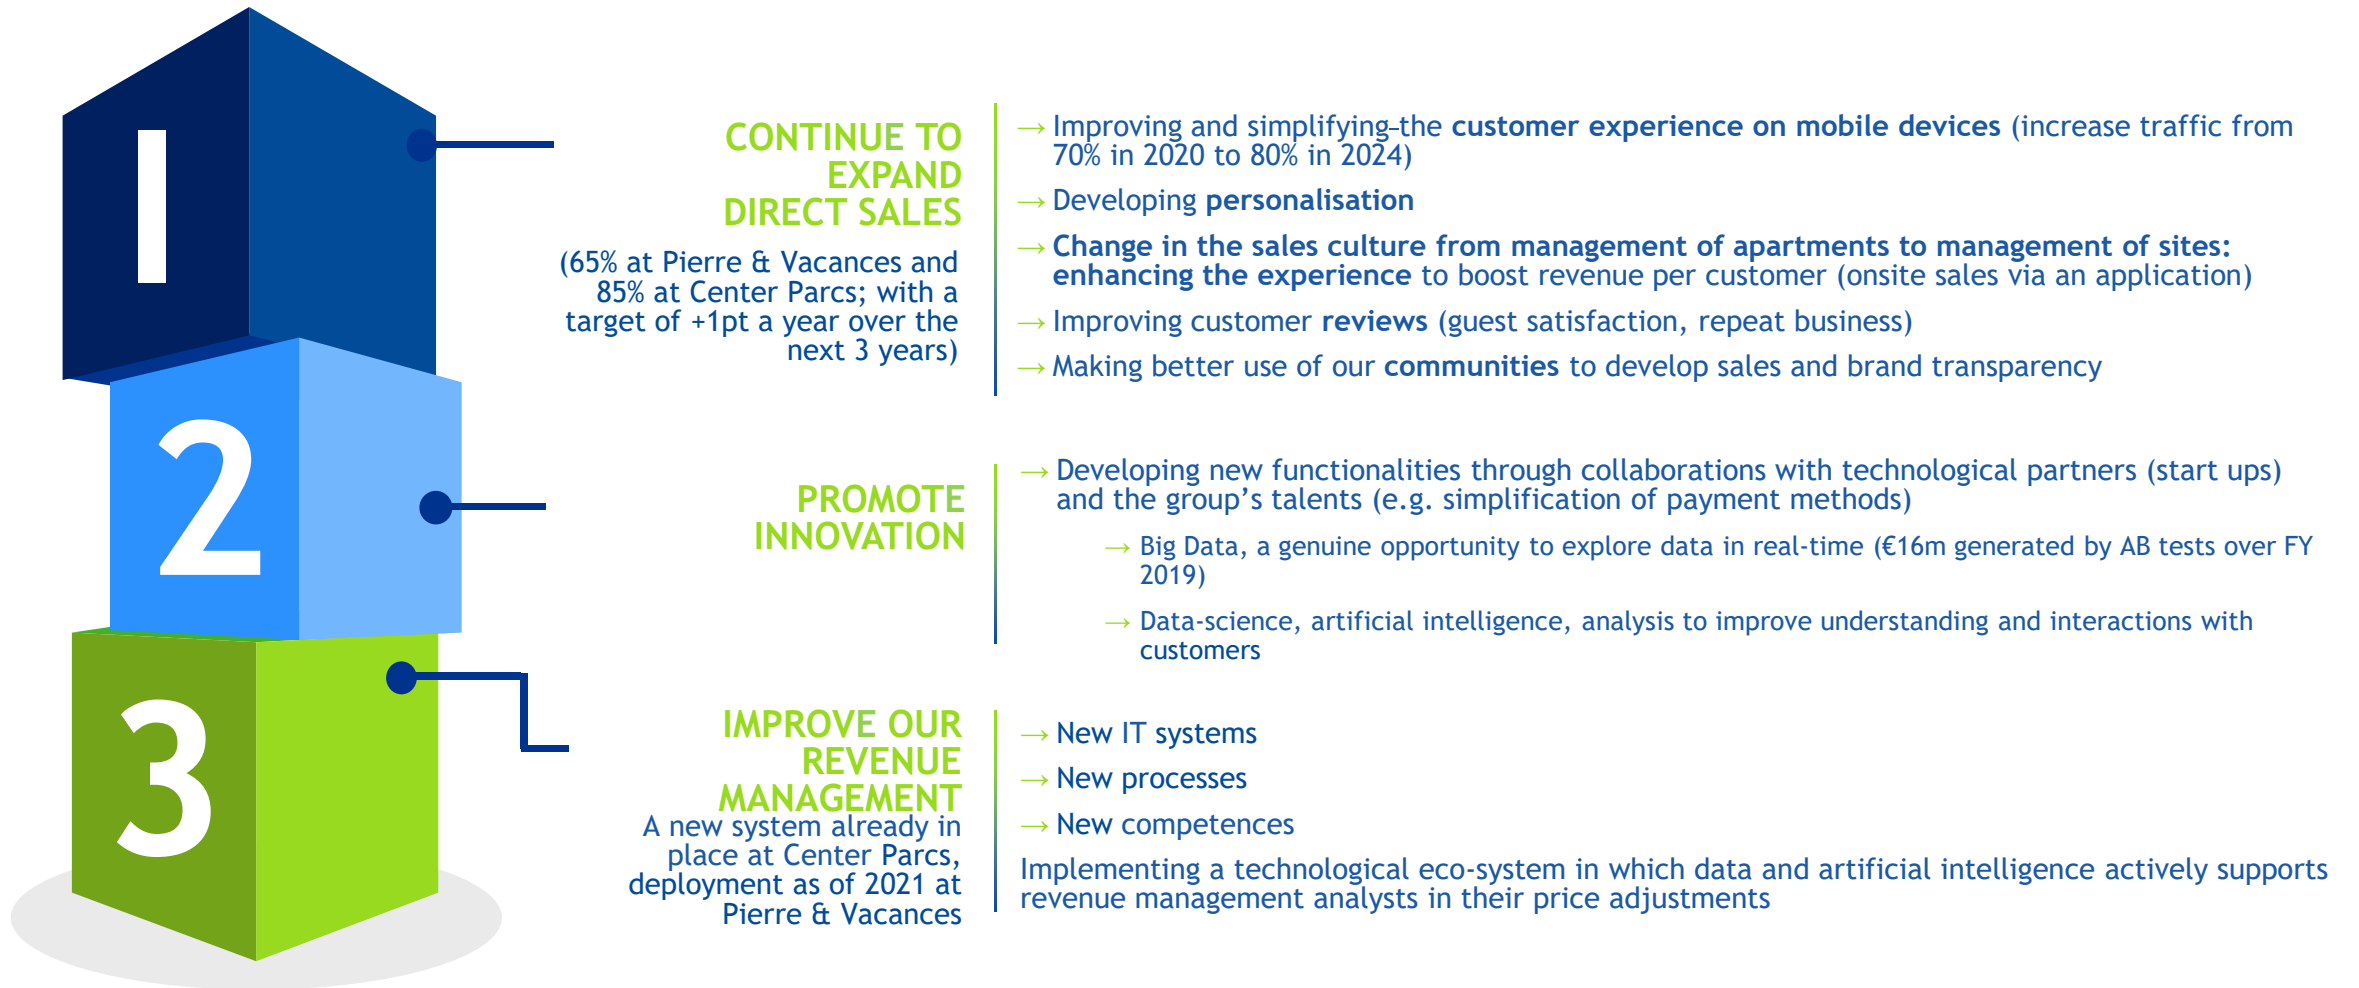 1
CONTINUE TO
EXPAND
DIRECT SALES
(65% at Pierre & Vacances and
85% at Center Parcs; with a
target of +1pt a year over the
next 3 years)
→ Improving and simplifying–the customer experience on mobile devices (increase traffic from
70% in 2020 to 80% in 2024)
→ Developing personalisation
→ Change in the sales culture from management of apartments to management of sites:
enhancing the experience to boost revenue per customer (onsite sales via an application)
→ Improving customer reviews (guest satisfaction, repeat business)
→ Making better use of our communities to develop sales and brand transparency
2
PROMOTE
INNOVATION
→ Developing new functionalities through collaborations with technological partners (start ups)
and the group’s talents (e.g. simplification of payment methods)
→ Big Data, a genuine opportunity to explore data in real-time (€16m generated by AB tests over FY
2019)
→ Data-science, artificial intelligence, analysis to improve understanding and interactions with
customers
3
IMPROVE OUR
REVENUE
MANAGEMENT
A new system already in
place at Center Parcs,
deployment as of 2021 at
Pierre & Vacances
→ New IT systems
→ New processes
→ New competences
Implementing a technological eco-system in which data and artificial intelligence actively supports
revenue management analysts in their price adjustments